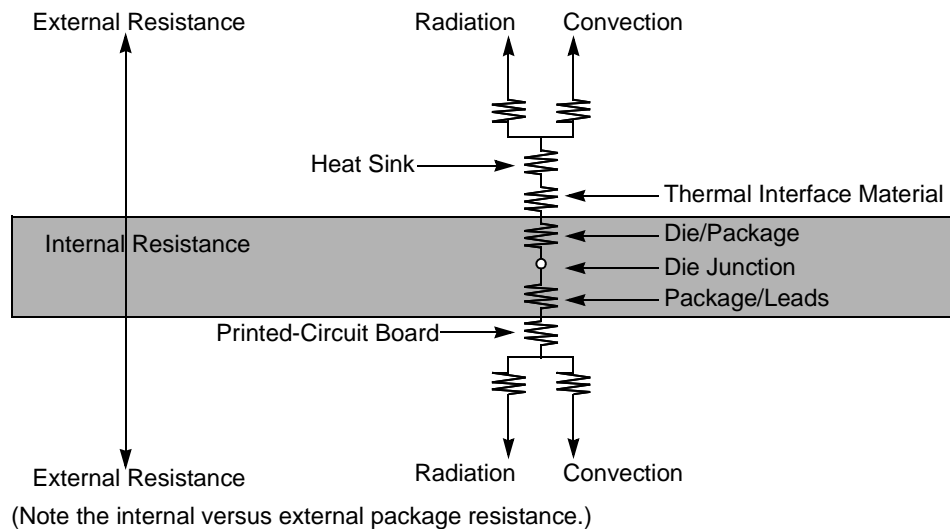 External Resistance
Radiation
Convection
Heat Sink
Thermal Interface Material
Internal Resistance
Die/Package
Die Junction
Package/Leads
Printed-Circuit Board
External Resistance
Radiation
Convection
(Note the internal versus external package resistance.)